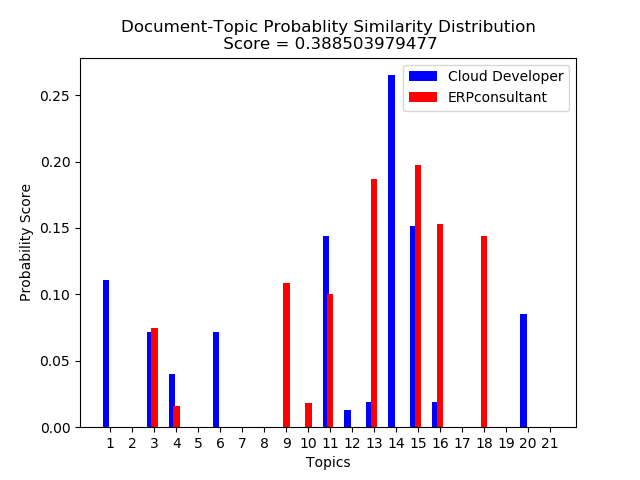 Document-Topic Probablity Similarity Distribution
Score = 0.388503979477
Cloud Developer
ERPconsultant
0.25
0.20
0.15
0.10
0.05
0.00
Probability Score
1 2 3 4 5 6 7 8 9 10 11 12 13 14 15 16 17 18 19 20 21
Topics